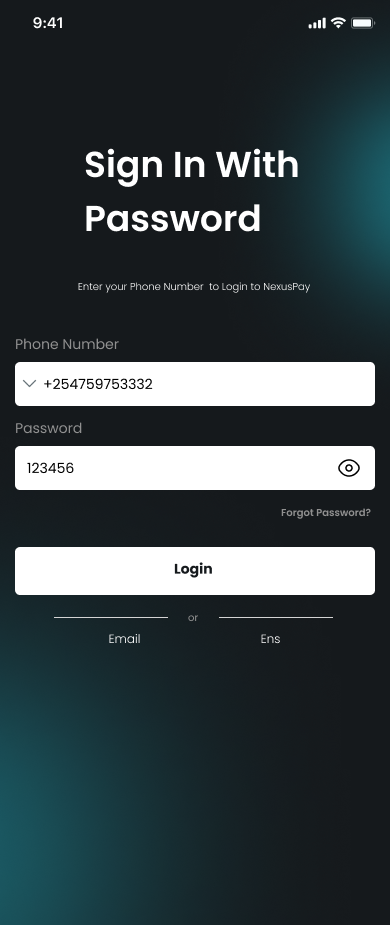 9:41
Sign In With
Password
Enter your Phone Number  to Login to NexusPay
Phone Number
+254759753332
Password
123456
Forgot Password?
Login
or
Email
Ens